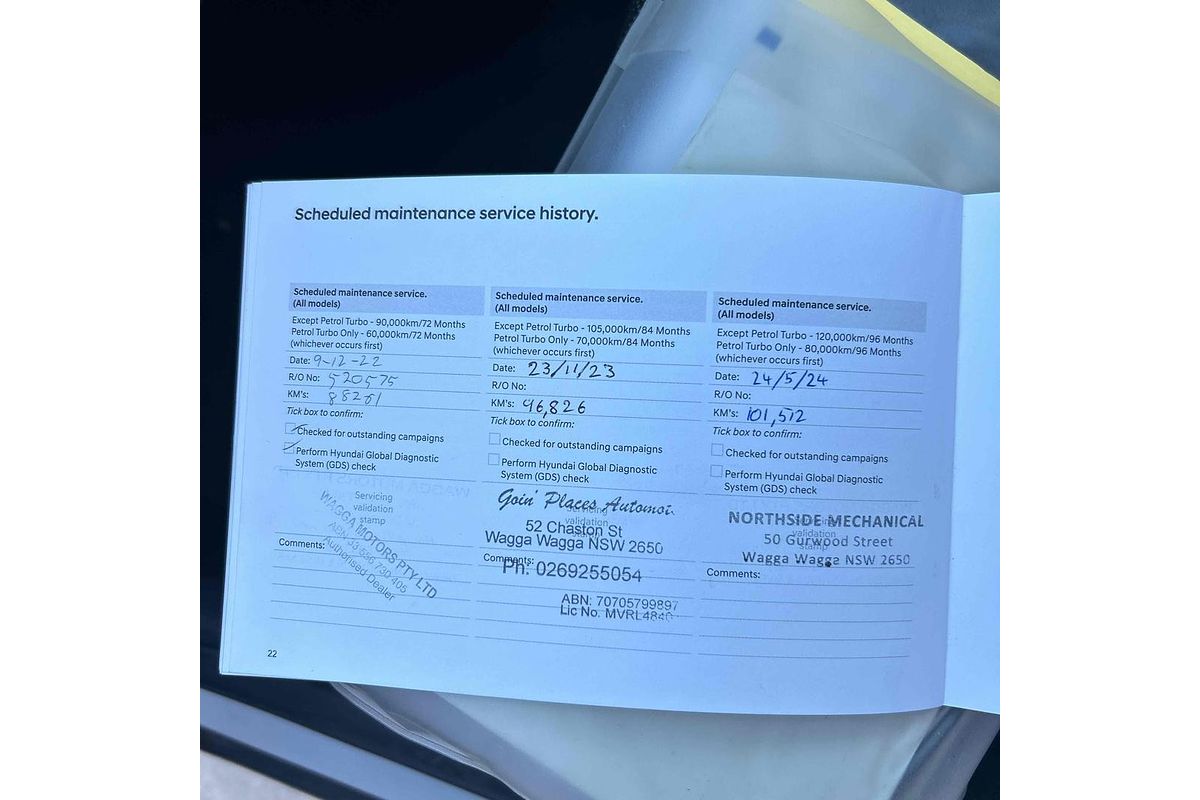 Scheduled maintenance service history.
Scheduled maintenance service.
(All models)
Except Petrol Turbo - 90,000km/72 Months
Petrol Turbo Only - 60,000km/72 Months
(whichever occurs first)
Date: 9-12-22
R/O No: 520575
KM's: 88261
Tick box to confirm:
Checked for outstanding campaigns
Perform Hyundai Global Diagnostic
System (GDS) check
Servicing
validation
stamp
WAGGA MOTORS PTY LTD
Authorised Dealer
Comments:
Scheduled maintenance service.
(All models)
Except Petrol Turbo - 105,000km/84 Months
Petrol Turbo Only - 70,000km/84 Months
(whichever occurs first)
Date: 23/11/23
R/O No:
KM's: 96,826
Tick box to confirm:
Checked for outstanding campaigns
Perform Hyundai Global Diagnostic
System (GDS) check
Goin' Places Automot.
Servicing
validation
52 Chaston St
Wagga Wagga NSW 2650
Comments:
Ph: 0269255054
ABN: 70705799897
Lic No. MVRL4840
Scheduled maintenance service.
(All models)
Except Petrol Turbo - 120,000km/96 Months
Petrol Turbo Only - 80,000km/96 Months
(whichever occurs first)
Date: 24/5/24
R/O No:
KM's: 101,512
Tick box to confirm:
Checked for outstanding campaigns
Perform Hyundai Global Diagnostic
System (GDS) check
NORTHSIDE MECHANICAL
Servicing
validation
stamp
50 Gurwood Street
Wagga Wagga NSW 2650
Comments:
22